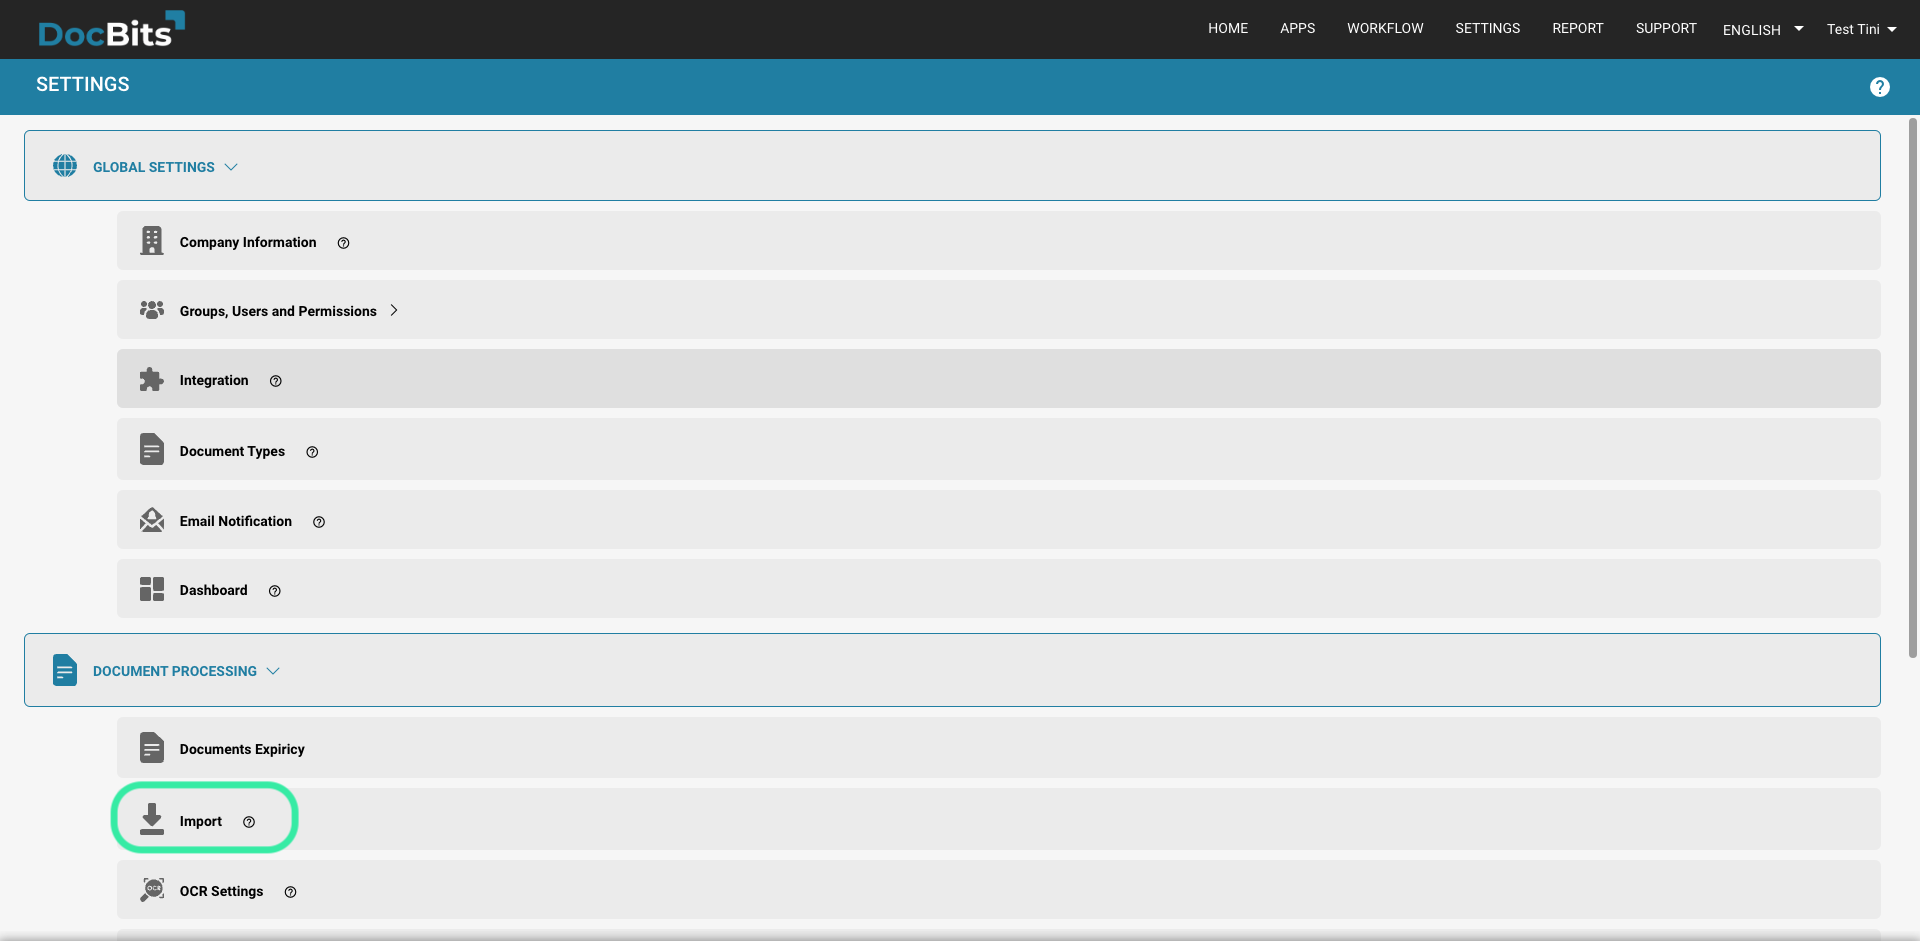 DocBits
HOME APPS WORKFLOW SETTINGS REPORT SUPPORT ENGLISH Test Tini
SETTINGS
GLOBAL SETTINGS
Company Information
Groups, Users and Permissions
Integration
Document Types
Email Notification
Dashboard
DOCUMENT PROCESSING
Documents Expiricy
Import
OCR Settings